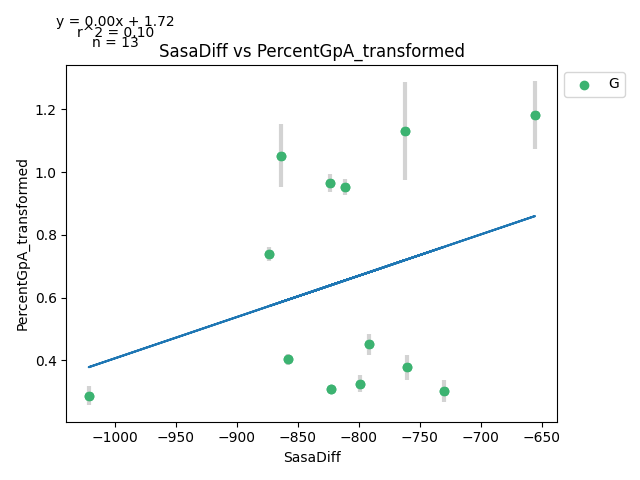 y = 0.00x + 1.72
r^2 = 0.10
n = 13
SasaDiff vs PercentGpA_transformed
G
PercentGpA_transformed
1.2
1.0
0.8
0.6
0.4
−1000
−950
−900
−850
−800
−750
−700
−650
SasaDiff